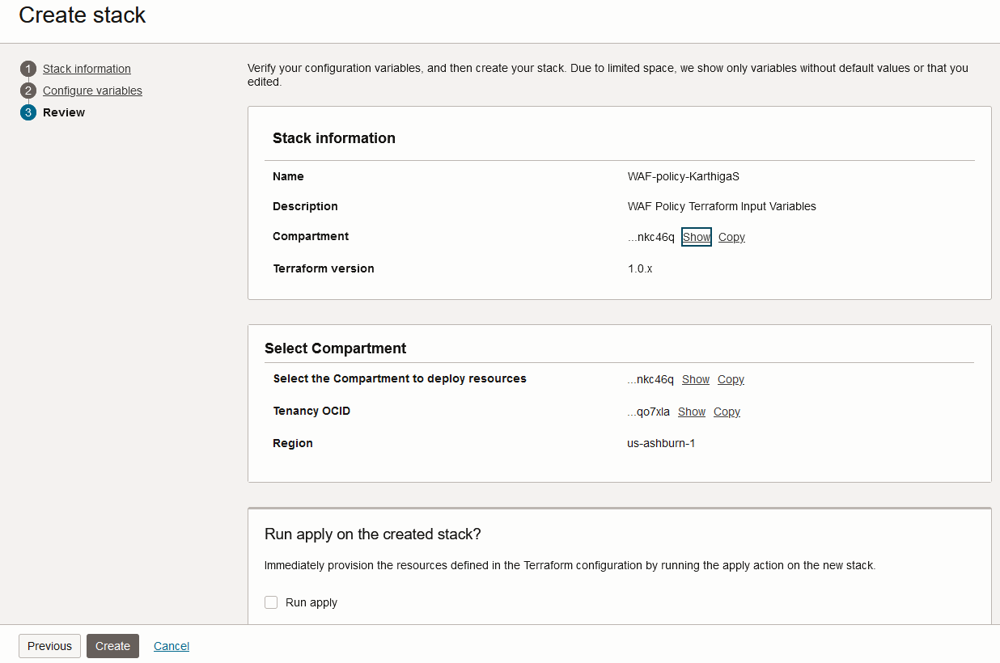 Create stack
1 Stack information
2 Configure variables
3 Review
Verify your configuration variables, and then create your stack. Due to limited space, we show only variables without default values or that you
edited.
Stack information
Name WAF-policy-KarthigaS
Description WAF Policy Terraform Input Variables
Compartment ...nkc46q Show Copy
Terraform version 1.0.x
Select Compartment
Select the Compartment to deploy resources ...nkc46q Show Copy
Tenancy OCID ...qo7xla Show Copy
Region us-ashburn-1
Run apply on the created stack?
Immediately provision the resources defined in the Terraform configuration by running the apply action on the new stack.
Run apply
Previous Create Cancel